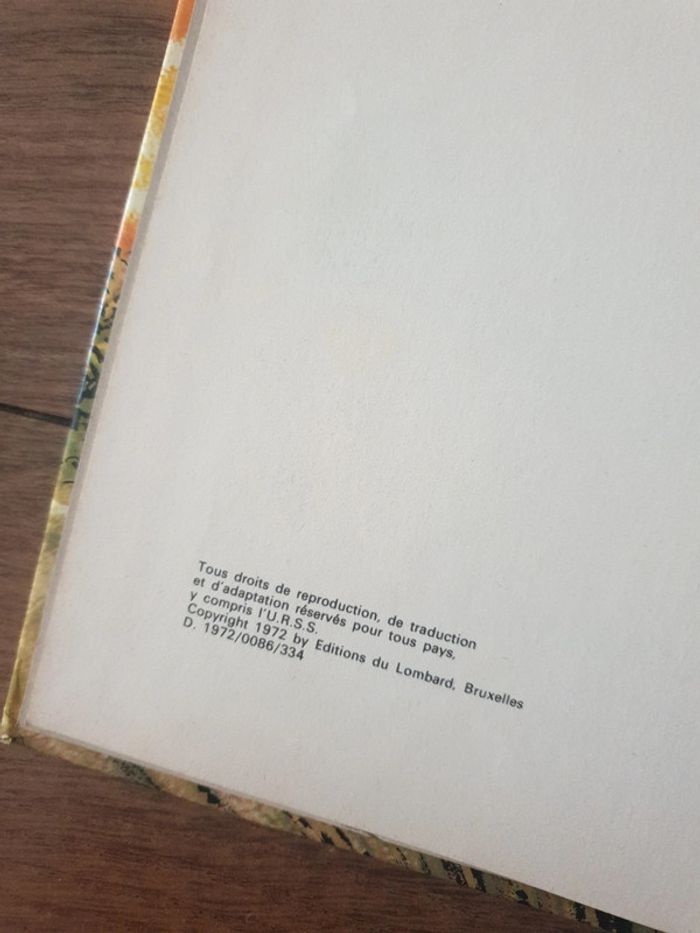 Tous droits de reproduction, de traduction
et d'adaptation réservés pour tous pays,
y compris l'U.R.S.S.
Copyright 1972 by Editions du Lombard, Bruxelles
D. 1972/0086/334